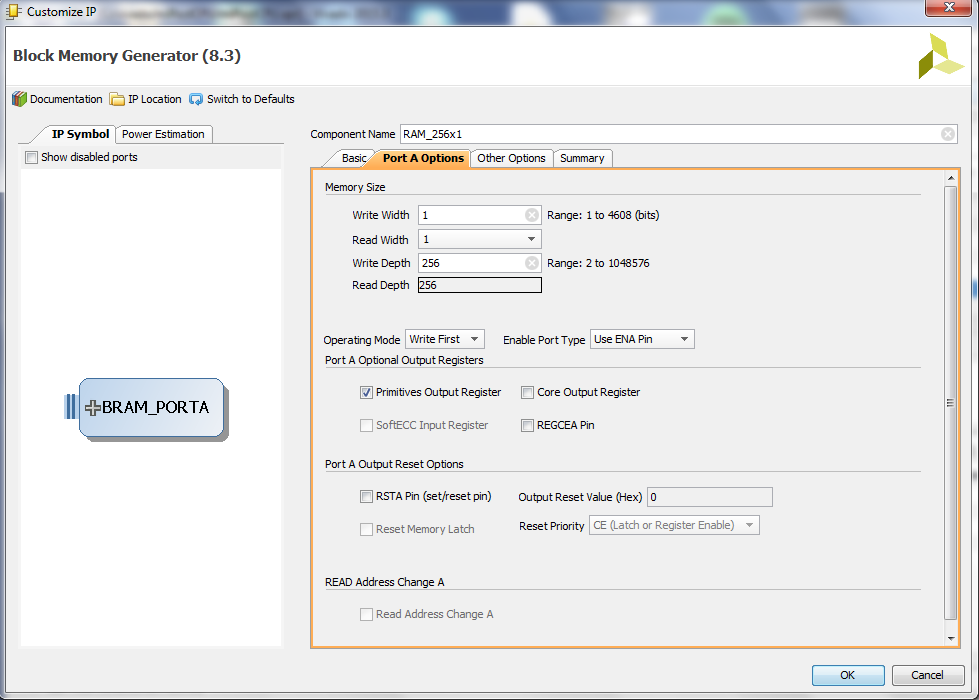 Customize IP
Block Memory Generator (8.3)
Documentation IP Location Switch to Defaults
IP Symbol Power Estimation
Show disabled ports
BRAM_PORTA
Component Name RAM_256x1
Basic Port A Options Other Options Summary
Memory Size
Write Width 1 Range: 1 to 4608 (bits)
Read Width 1
Write Depth 256 Range: 2 to 1048576
Read Depth 256
Operating Mode Write First Enable Port Type Use ENA Pin
Port A Optional Output Registers
Primitives Output Register Core Output Register
SoftECC Input Register REGCEA Pin
Port A Output Reset Options
RSTA Pin (set/reset pin) Output Reset Value (Hex) 0
Reset Memory Latch Reset Priority CE (Latch or Register Enable)
READ Address Change A
Read Address Change A
OK Cancel